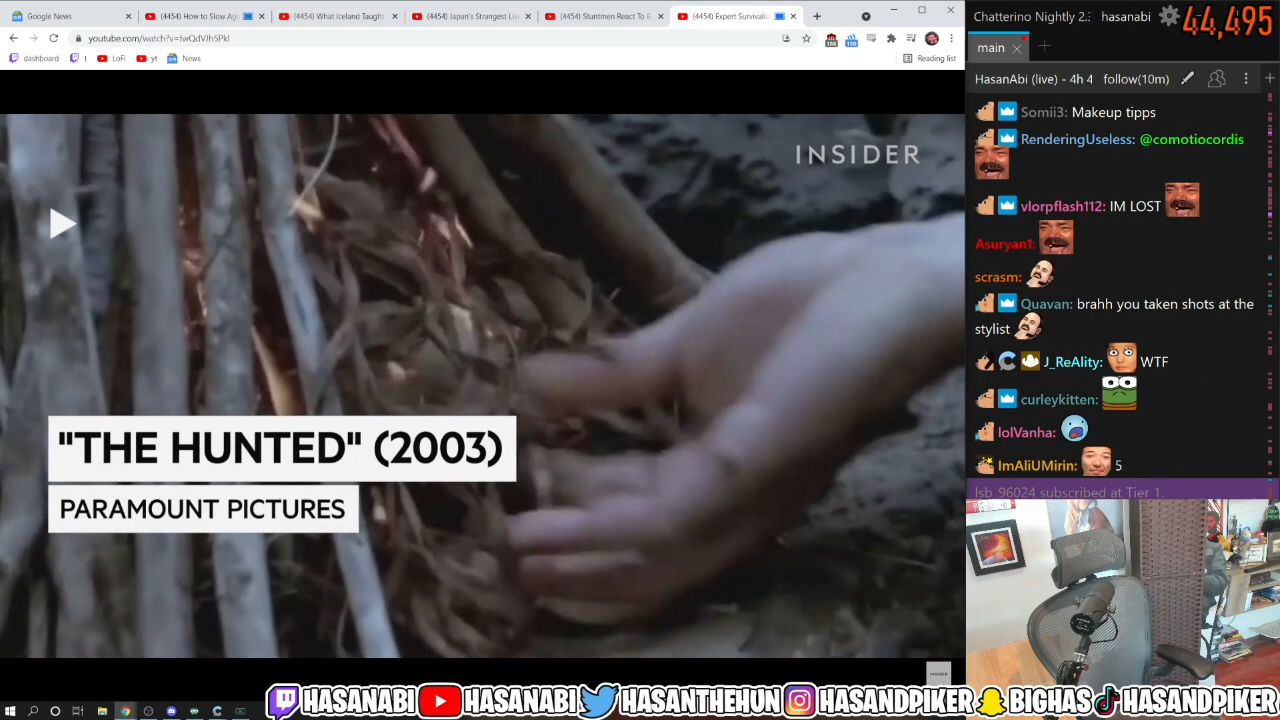 Google News
(4454) How to Slow Ag
(4454) What Iceland Taught
(4454) Japan's Strangest Live
(4454) Stuntmen React To B
(4454) Expert Survivalis
youtube.com/watch?v=fwQdVJh5PkI
dashboard
t
LoFi
yt
News
Reading list
INSIDER
"THE HUNTED" (2003)
PARAMOUNT PICTURES
Chatterino Nightly 2.
hasanabi
44,495
main
HasanAbi (live) - 4h 4 follow(10m)
Somii3: Makeup tipps
RenderingUseless: @comotiocordis
vlorpflash112: IM LOST
Asuryan1:
scrasm:
Quavan: brahh you taken shots at the
stylist
J_ReAlity: WTF
curleykitten:
lolVanha:
ImAliUMirin: 5
lsb_96024 subscribed at Tier 1.
HASANABI HASANABI HASANTHEHUN HASANDPIKER BIGHAS HASANDPIKER